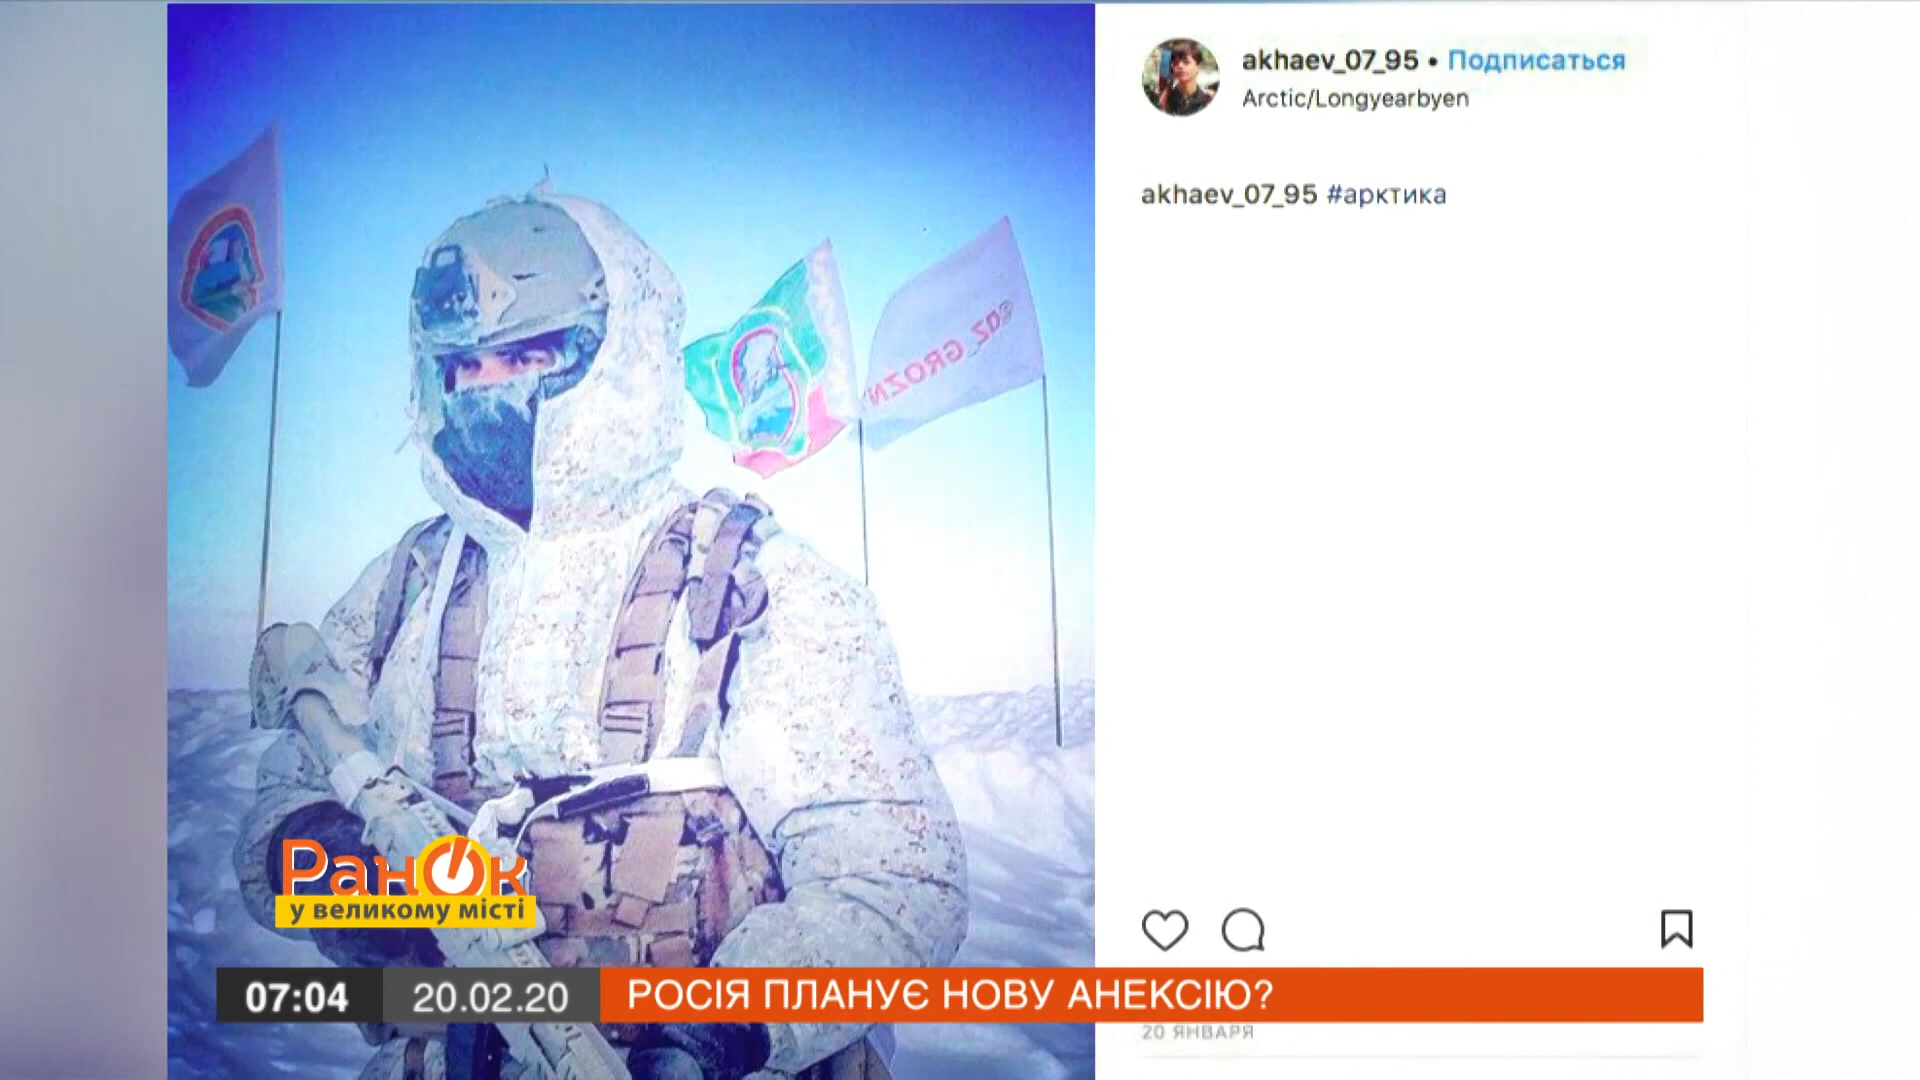 akhaev_07_95 • Подписаться
Arctic/Longyearbyen
akhaev_07_95 #арктика
SOZ_GROZN
Ранок
у великому місті
07:04 20.02.20 РОСІЯ ПЛАНУЄ НОВУ АНЕКСІЮ?
20 ЯНВАРЯ